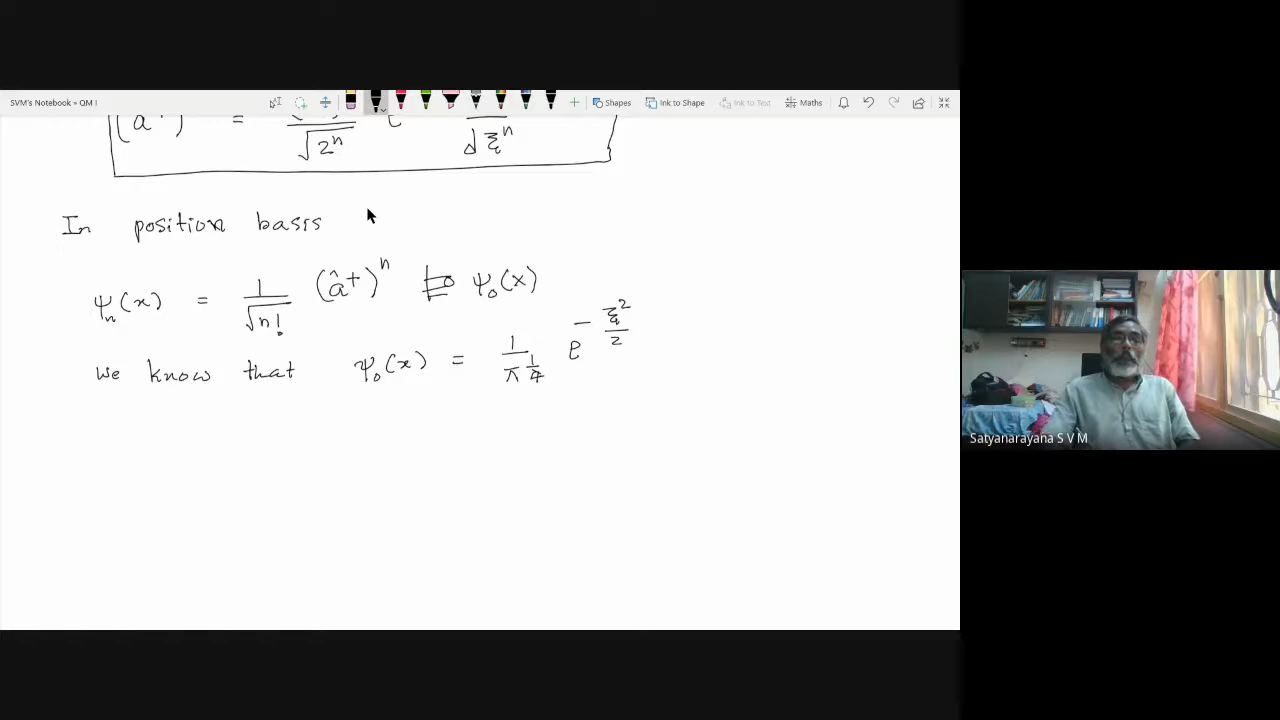 SVM's Notebook » QM I
Shapes
Ink to Shape
Ink to Text
Maths
(a†) = √2ⁿ d ξⁿ
In position basis
ψₙ(x) = 1/√n! (â†)ⁿ ψ₀(x)
we know that ψ₀(x) = 1/π^(1/4) e^(-ξ²/2)
Satyanarayana S V M